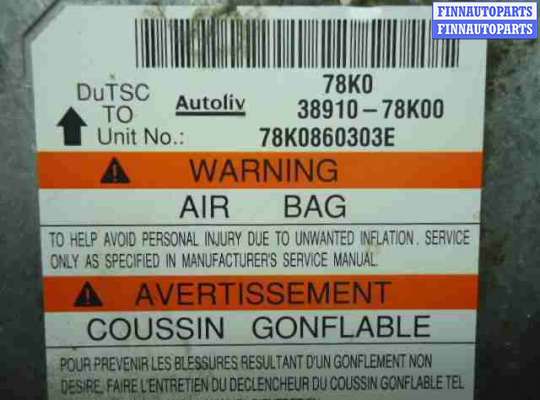 FINNAUTOPARTS
FINNAUTOPARTS
78K0
DuTSC Autoliv 38910-78K00
TO
Unit No.: 78K0860303E
WARNING
AIR BAG
TO HELP AVOID PERSONAL INJURY DUE TO UNWANTED INFLATION. SERVICE
ONLY AS SPECIFIED IN MANUFACTURER'S SERVICE MANUAL.
AVERTISSEMENT
COUSSIN GONFLABLE
POUR PREVENIR LES BLESSURES RESULTANT D'UN GONFLEMENT NON
DESIRE, FAIRE L'ENTRETIEN DU DECLENCHEUR DU COUSSIN GONFLABLE TEL